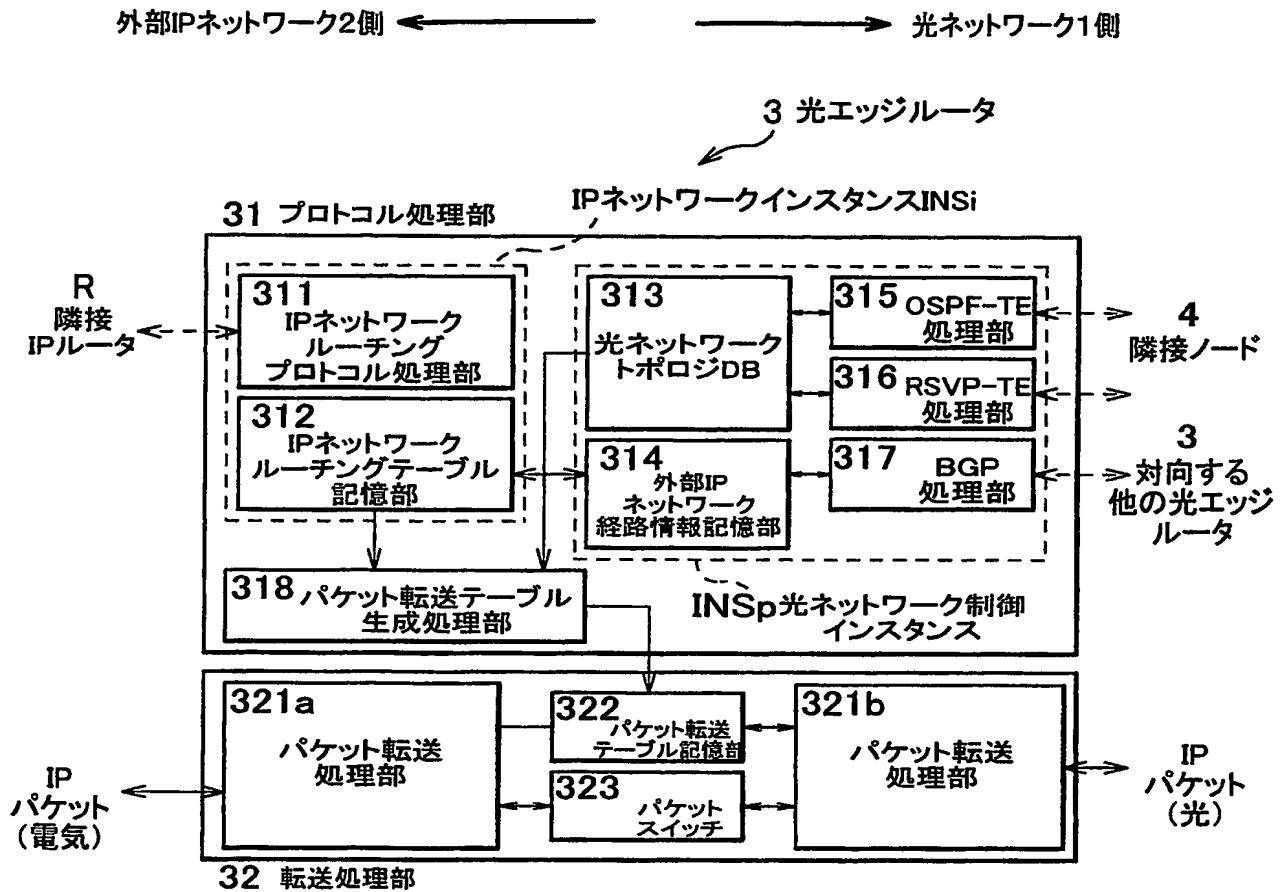 外部IPネットワーク2側
光ネットワーク1側
3 光エッジルータ
IPネットワークインスタンスINSi
31 プロトコル処理部
R
隣接
IPルータ
311
IPネットワーク
ルーチング
プロトコル処理部
312
IPネットワーク
ルーチングテーブル
記憶部
313
光ネットワーク
トポロジDB
314
外部IP
ネットワーク
経路情報記憶部
315 OSPF-TE
処理部
316 RSVP-TE
処理部
317 BGP
処理部
4
隣接ノード
3
対向する
他の光エッジ
ルータ
318 パケット転送テーブル
生成処理部
INSp光ネットワーク制御
インスタンス
321a
パケット転送
処理部
322
パケット転送
テーブル記憶部
323
パケット
スイッチ
321b
パケット転送
処理部
IP
パケット
(電気)
IP
パケット
(光)
32 転送処理部